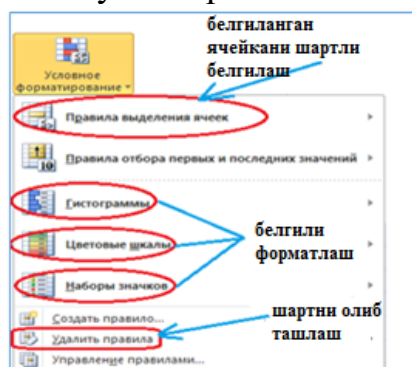 белгиланган
ячейкани шартли
белгилаш
Условное
форматирование
Правила выделения ячеек
Правила отбора первых и последних значений
10
Гистограммы
Цветовые шкалы
белгили
форматлаш
Наборы значков
Создать правило...
шартни олиб
ташлаш
Удалить правила
Управление правилами...